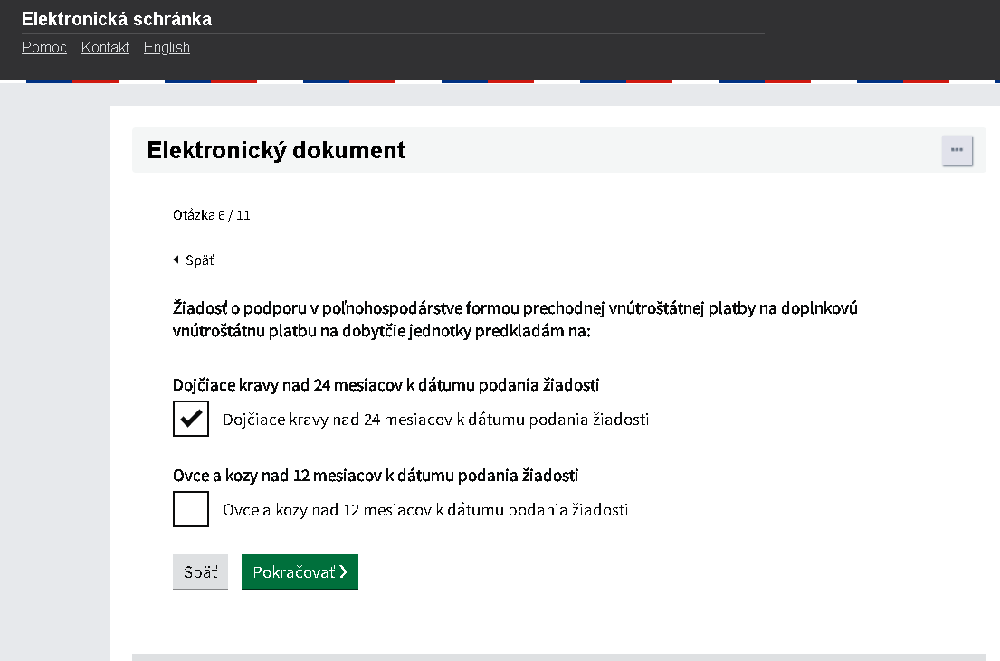 Elektronická schránka
Pomoc Kontakt English
Elektronický dokument
Otázka 6 / 11
Späť
Žiadosť o podporu v poľnohospodárstve formou prechodnej vnútroštátnej platby na doplnkovú
vnútroštátnu platbu na dobytčie jednotky predkladám na:
Dojčiace kravy nad 24 mesiacov k dátumu podania žiadosti
Dojčiace kravy nad 24 mesiacov k dátumu podania žiadosti
Ovce a kozy nad 12 mesiacov k dátumu podania žiadosti
Ovce a kozy nad 12 mesiacov k dátumu podania žiadosti
Späť Pokračovať